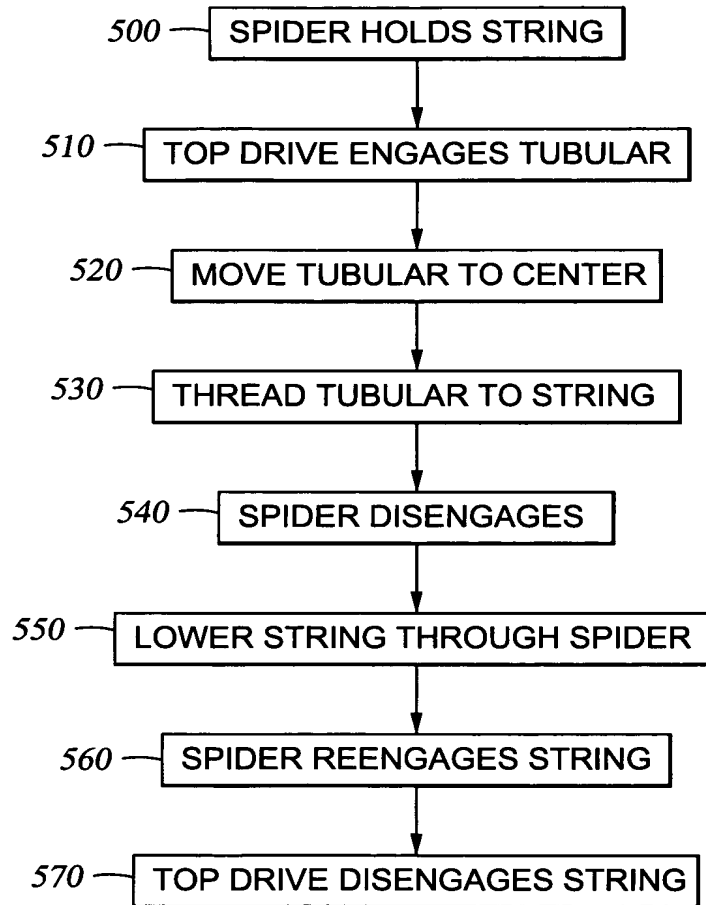 500 SPIDER HOLDS STRING
510 TOP DRIVE ENGAGES TUBULAR
520 MOVE TUBULAR TO CENTER
530 THREAD TUBULAR TO STRING
540 SPIDER DISENGAGES
550 LOWER STRING THROUGH SPIDER
560 SPIDER REENGAGES STRING
570 TOP DRIVE DISENGAGES STRING